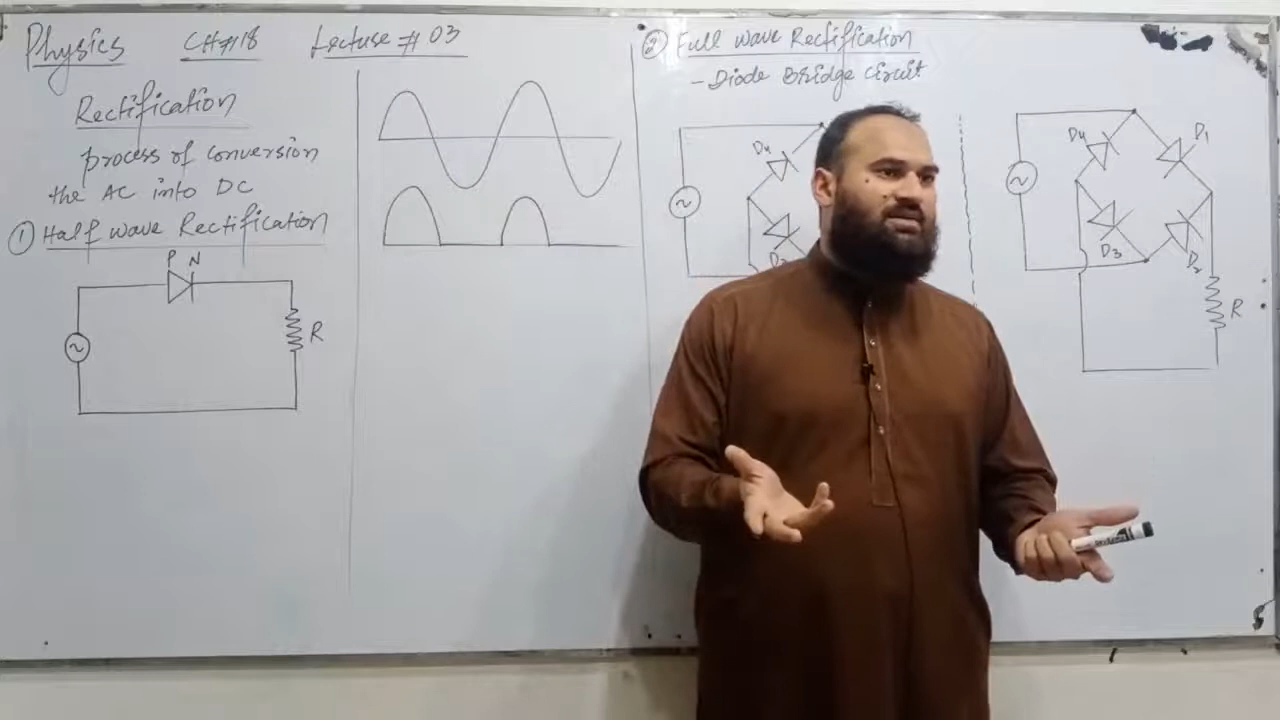 Physics CH#18 Lecture # 03
Rectification
process of conversion
the AC into DC
① Half wave Rectification
P N
R
② Full wave Rectification
- Diode Bridge circuit
D4
D4 D1
D3 D2
R